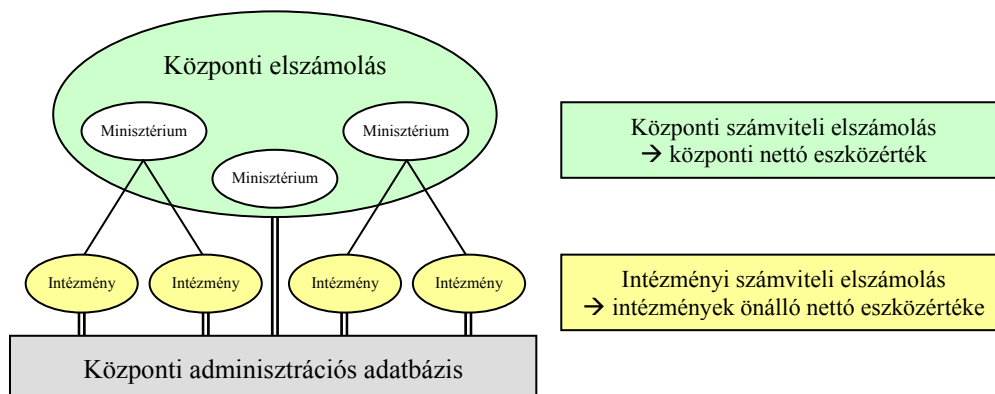 Központi elszámolás
Minisztérium
Minisztérium
Minisztérium
Központi számviteli elszámolás
→ központi nettó eszközérték
Intézmény
Intézmény
Intézmény
Intézmény
Intézményi számviteli elszámolás
→ intézmények önálló nettó eszközértéke
Központi adminisztrációs adatbázis